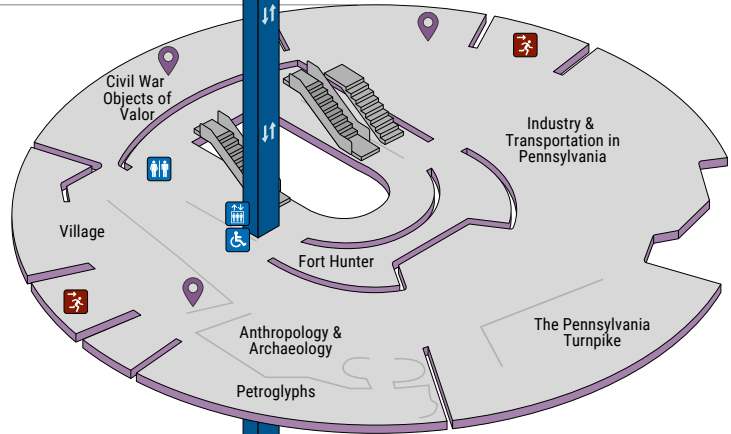 Civil War
Objects of
Valor
Industry &
Transportation in
Pennsylvania
Village
Fort Hunter
Anthropology &
Archaeology
The Pennsylvania
Turnpike
Petroglyphs